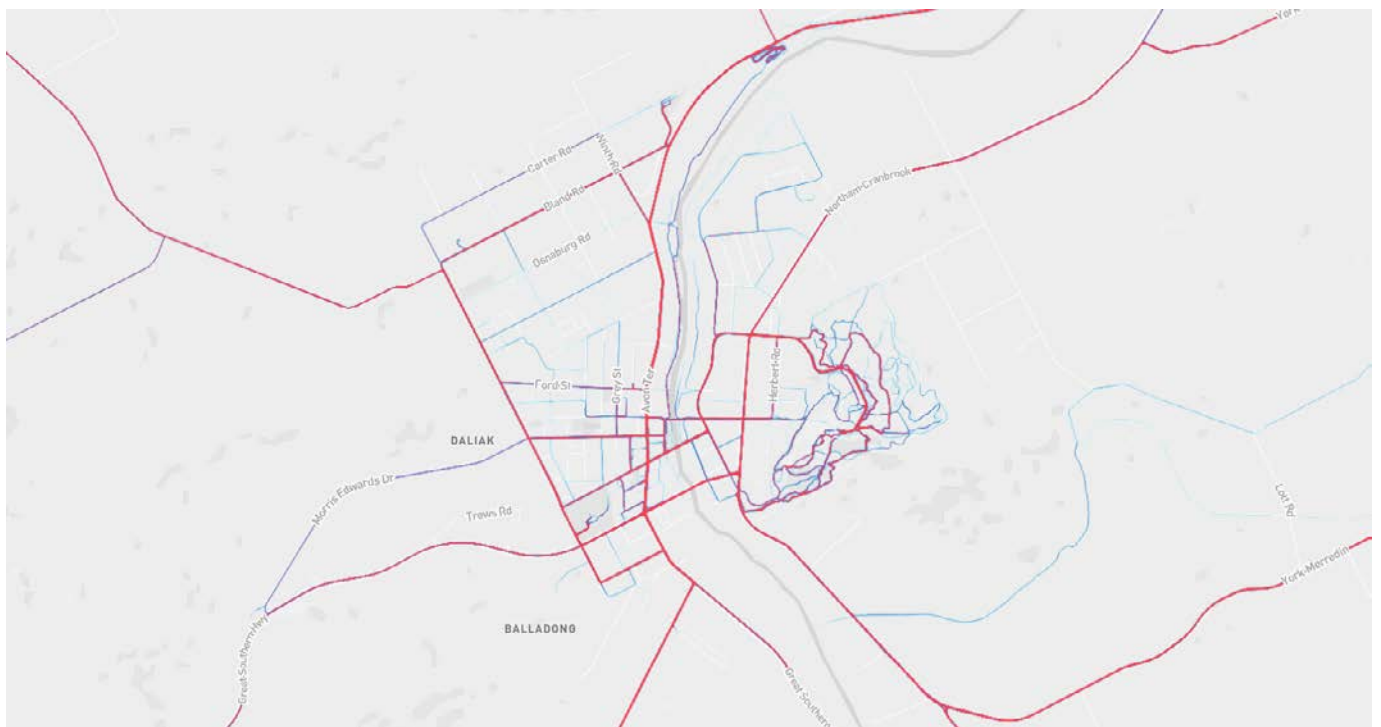 York
Carter Rd
Ninth Rd
Bland Rd
Northam-Cranbrook
Osnaburg Rd
Ford St
Grey St
Avon Ter
Herbert Rd
DALIAK
Morris Edwards Dr
Trews Rd
Lott Rd
York-Merredin
BALLADONG
Great Southern Hwy
Great Southern